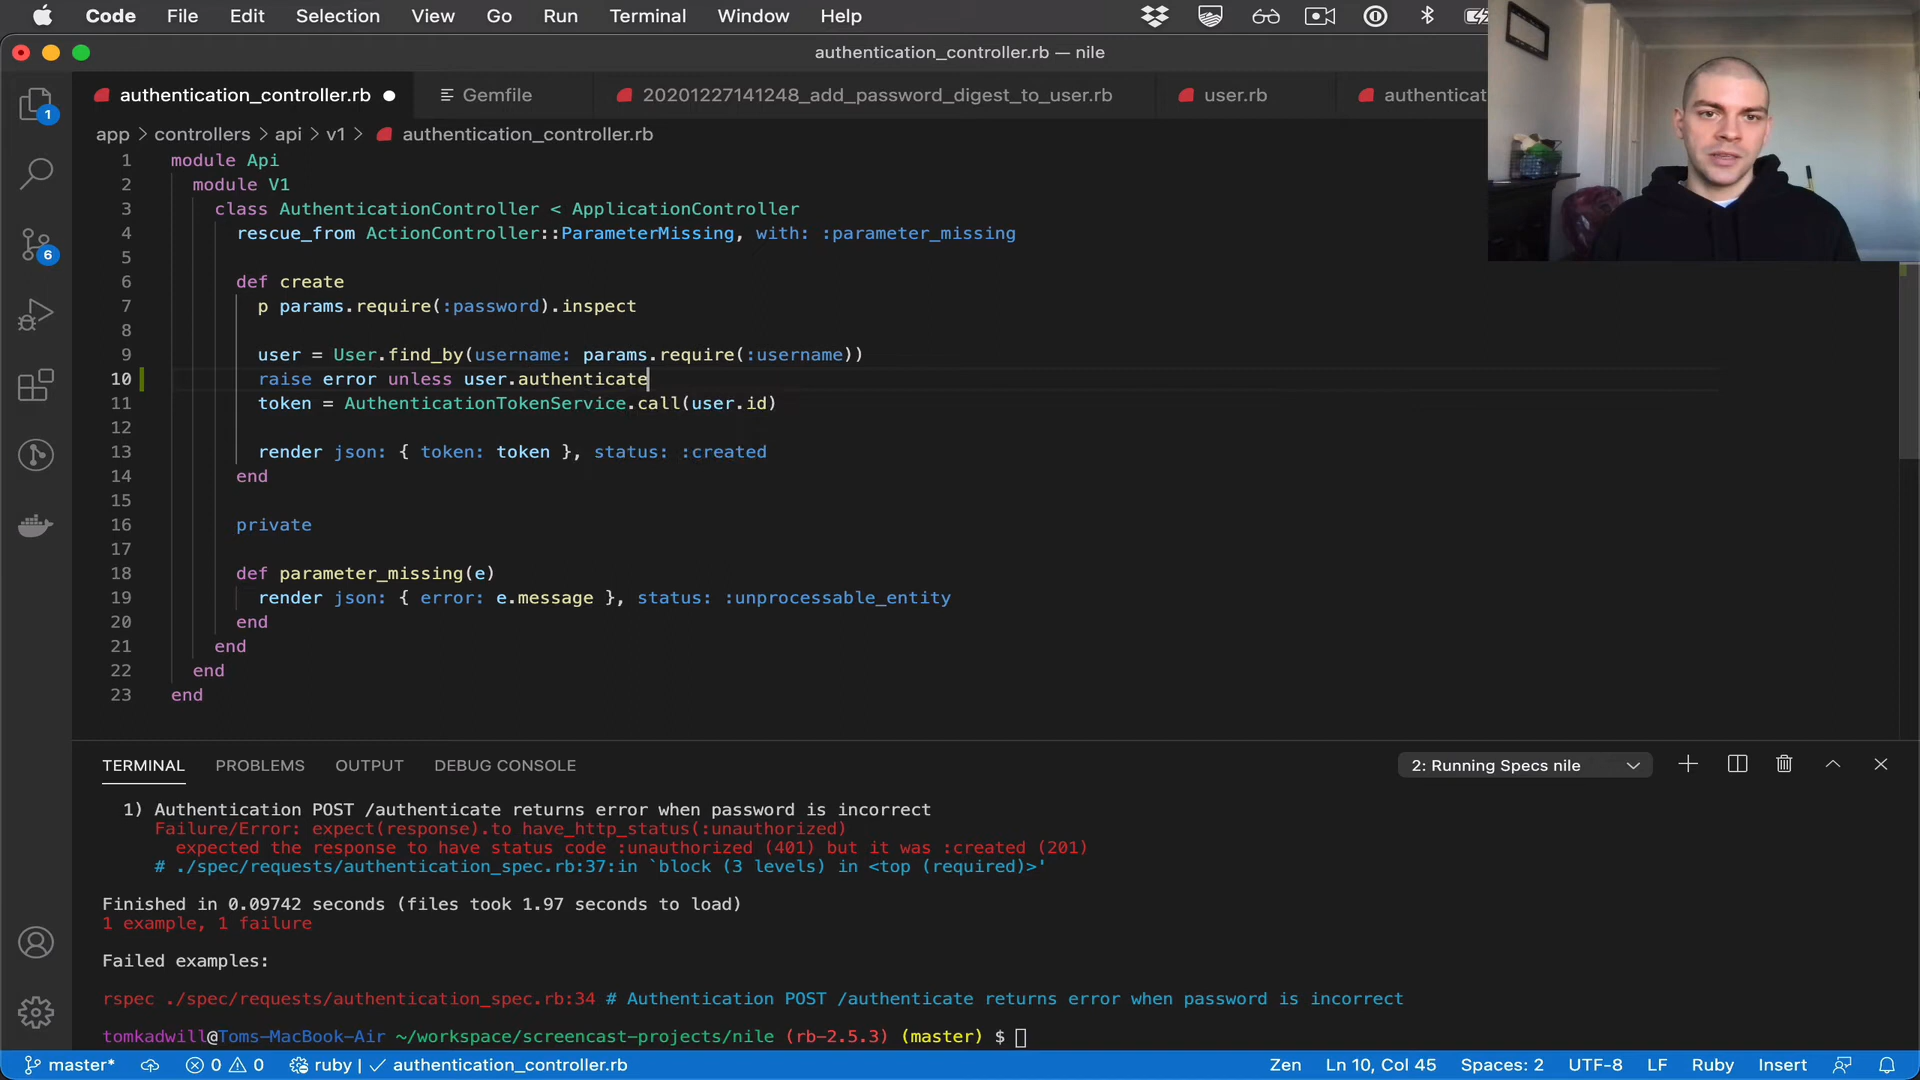 Code File Edit Selection View Go Run Terminal Window Help
authentication_controller.rb — nile
authentication_controller.rb Gemfile 20201227141248_add_password_digest_to_user.rb user.rb authenticat
app > controllers > api > v1 > authentication_controller.rb
1 module Api
2 module V1
3 class AuthenticationController < ApplicationController
4 rescue_from ActionController::ParameterMissing, with: :parameter_missing
5
6 def create
7 p params.require(:password).inspect
8
9 user = User.find_by(username: params.require(:username))
10 raise error unless user.authenticate
11 token = AuthenticationTokenService.call(user.id)
12
13 render json: { token: token }, status: :created
14 end
15
16 private
17
18 def parameter_missing(e)
19 render json: { error: e.message }, status: :unprocessable_entity
20 end
21 end
22 end
23 end
1
6
TERMINAL PROBLEMS OUTPUT DEBUG CONSOLE 2: Running Specs nile
1) Authentication POST /authenticate returns error when password is incorrect
Failure/Error: expect(response).to have_http_status(:unauthorized)
expected the response to have status code :unauthorized (401) but it was :created (201)
# ./spec/requests/authentication_spec.rb:37:in `block (3 levels) in <top (required)>'
Finished in 0.09742 seconds (files took 1.97 seconds to load)
1 example, 1 failure
Failed examples:
rspec ./spec/requests/authentication_spec.rb:34 # Authentication POST /authenticate returns error when password is incorrect
tomkadwill@Toms-MacBook-Air ~/workspace/screencast-projects/nile (rb-2.5.3) (master) $
master* 0 0 ruby | ✓ authentication_controller.rb Zen Ln 10, Col 45 Spaces: 2 UTF-8 LF Ruby Insert